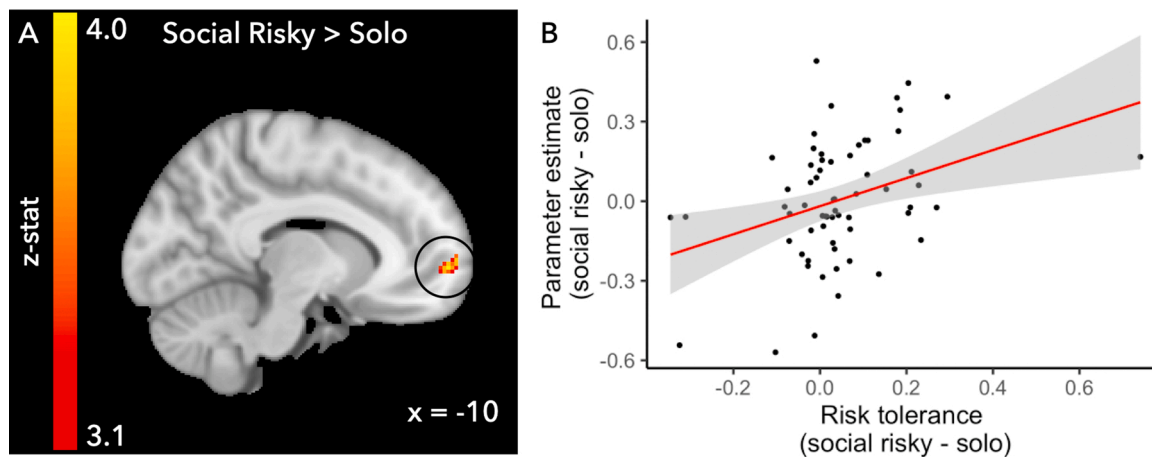 A
4.0
Social Risky > Solo
z-stat
3.1
x = -10
B
Parameter estimate
(social risky - solo)
0.6
0.3
0.0
-0.3
-0.6
-0.2
0.0
0.2
0.4
0.6
Risk tolerance
(social risky - solo)